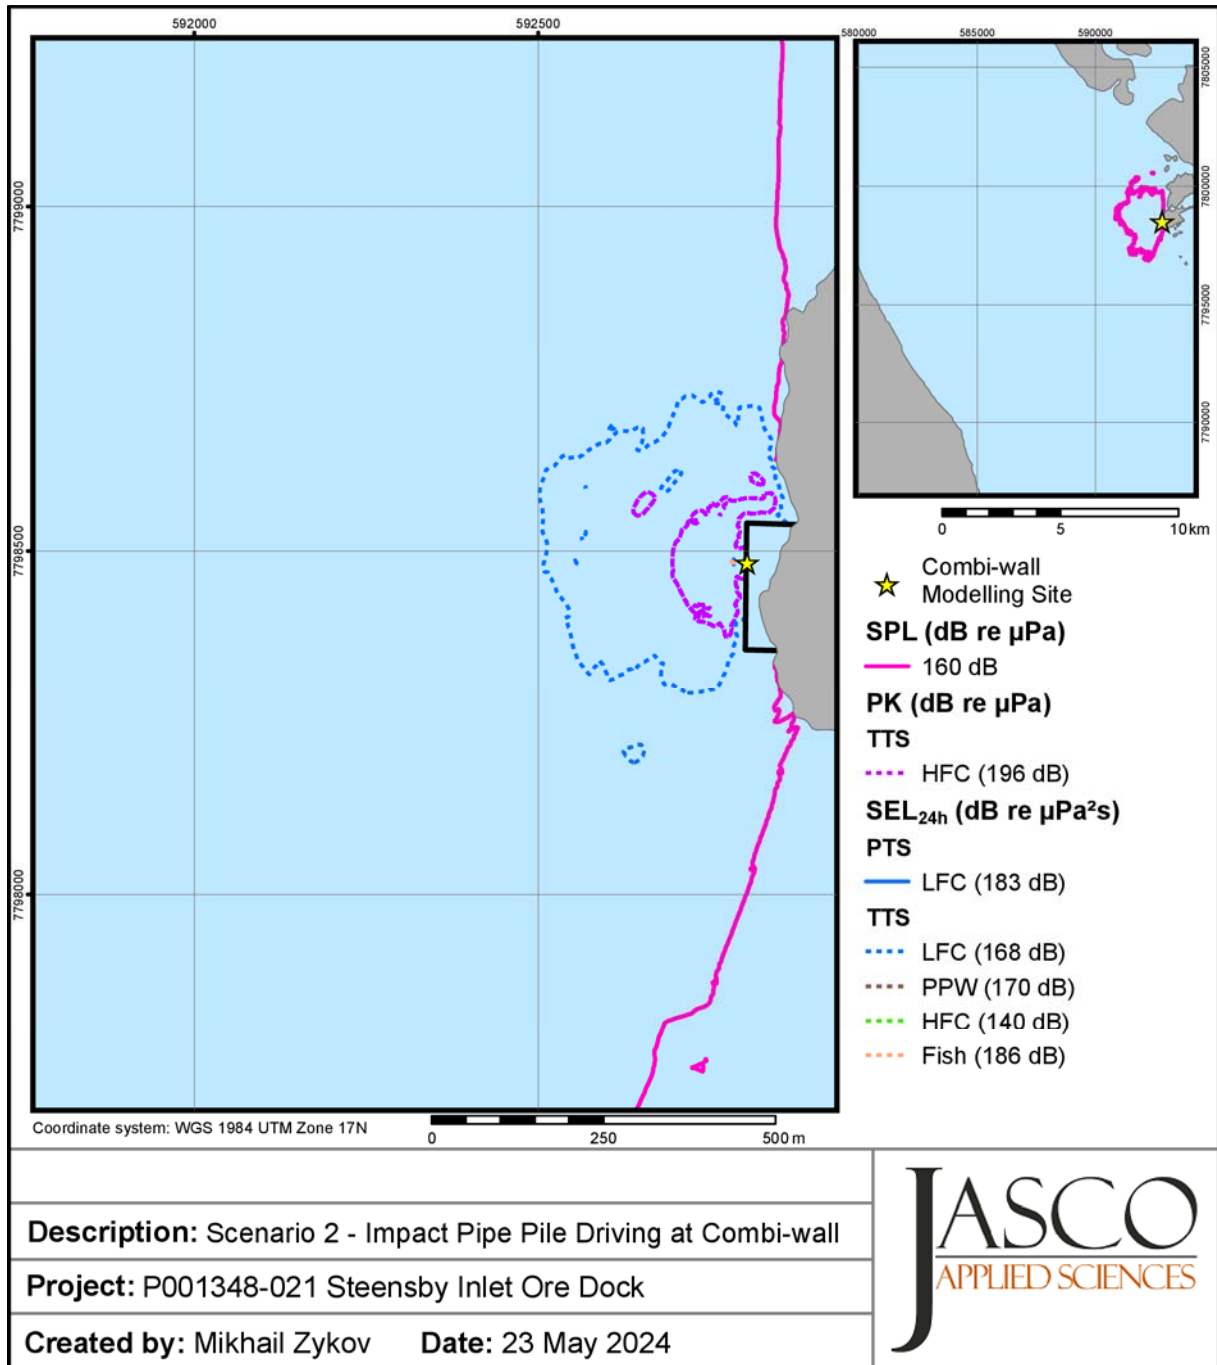 592000
592500
580000
585000
590000
7805000
7800000
7795000
7790000
7799000
7798500
7798000
0
5
10km
Combi-wall
Modelling Site
SPL (dB re µPa)
160 dB
PK (dB re µPa)
TTS
HFC (196 dB)
SEL24h (dB re µPa²s)
PTS
LFC (183 dB)
TTS
LFC (168 dB)
PPW (170 dB)
HFC (140 dB)
Fish (186 dB)
Coordinate system: WGS 1984 UTM Zone 17N
0
250
500 m
Description: Scenario 2 - Impact Pipe Pile Driving at Combi-wall
Project: P001348-021 Steensby Inlet Ore Dock
Created by: Mikhail Zykov Date: 23 May 2024
JASCO
APPLIED SCIENCES